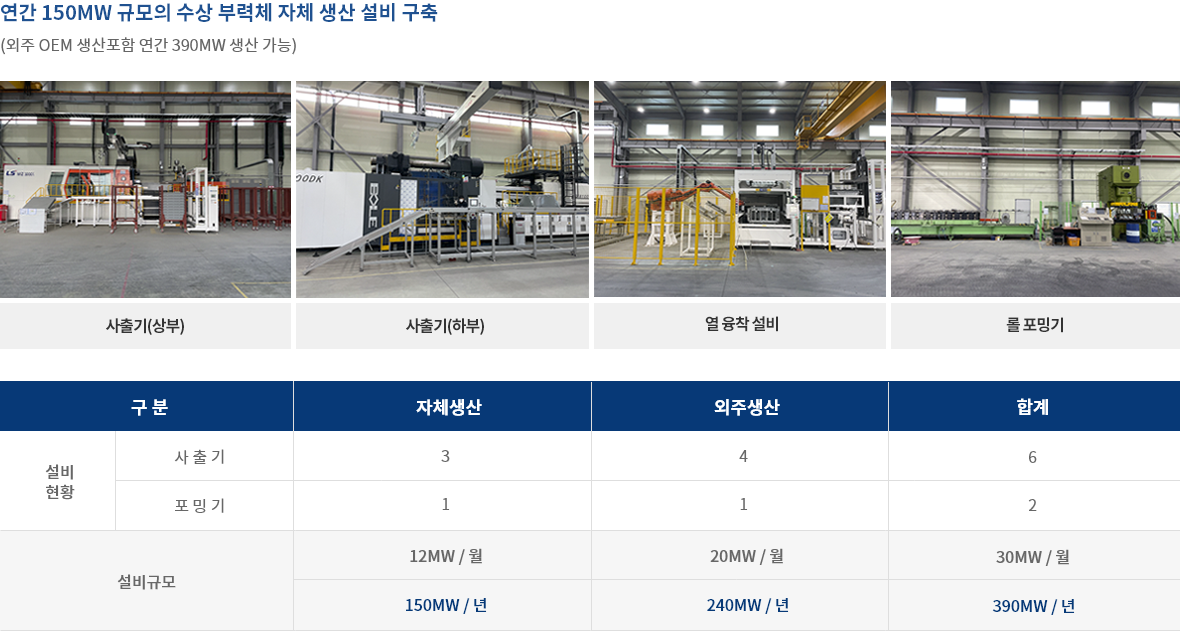 연간 150MW 규모의 수상 부력체 자체 생산 설비 구축
(외주 OEM 생산포함 연간 390MW 생산 가능)
LS
OODK
사출기(상부)
사출기(하부)
열 융착 설비
롤 포밍기
구 분
자체생산
외주생산
합계
설비
현황
사 출 기
3
4
6
포 밍 기
1
1
2
설비규모
12MW / 월
20MW / 월
30MW / 월
150MW / 년
240MW / 년
390MW / 년